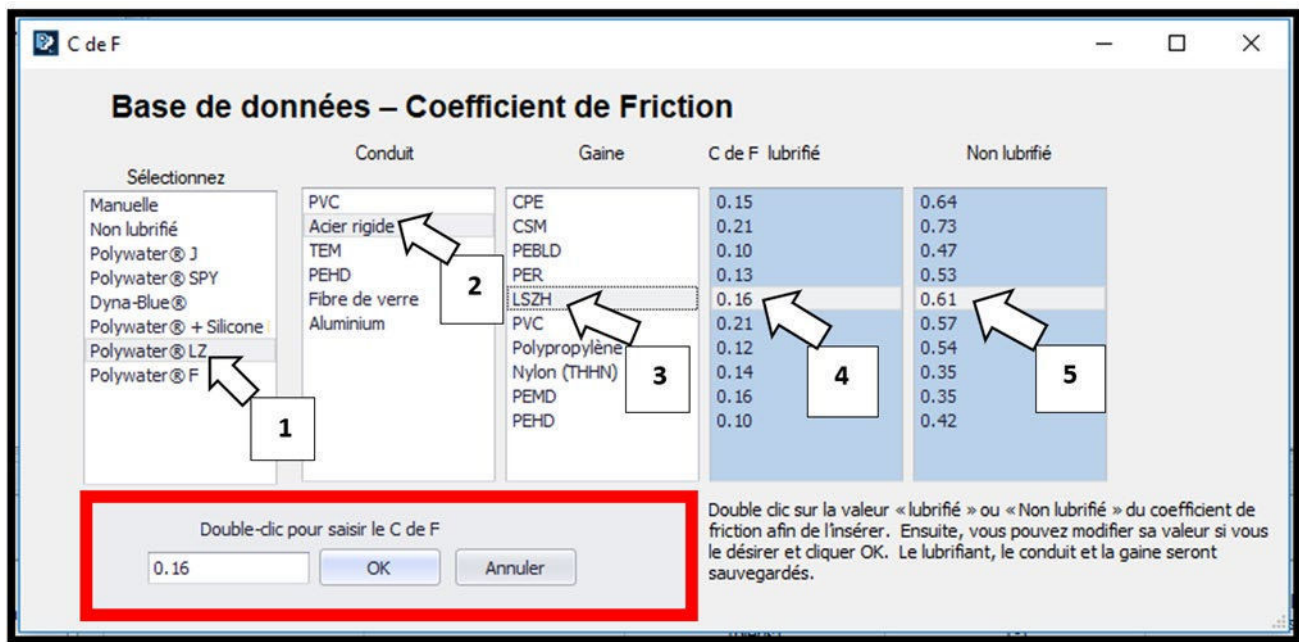 C de F
Base de données – Coefficient de Friction
Sélectionnez
Conduit
Gaine
C de F lubrifié
Non lubrifié
Manuelle
Non lubrifié
Polywater® J
Polywater® SPY
Dyna-Blue®
Polywater® + Silicone
Polywater® LZ
Polywater® F
1
PVC
Acier rigide
TEM
PEHD
Fibre de verre
Aluminium
2
CPE
CSM
PEBLD
PER
LSZH
PVC
Polypropylène
Nylon (THHN)
PEMD
PEHD
3
0.15
0.21
0.10
0.13
0.16
0.21
0.12
0.14
0.16
0.10
4
0.64
0.73
0.47
0.53
0.61
0.57
0.54
0.35
0.35
0.42
5
Double-clic pour saisir le C de F
0.16
OK
Annuler
Double clic sur la valeur « lubrifié » ou « Non lubrifié » du coefficient de
friction afin de l'insérer. Ensuite, vous pouvez modifier sa valeur si vous
le désirer et cliquer OK. Le lubrifiant, le conduit et la gaine seront
sauvegardés.